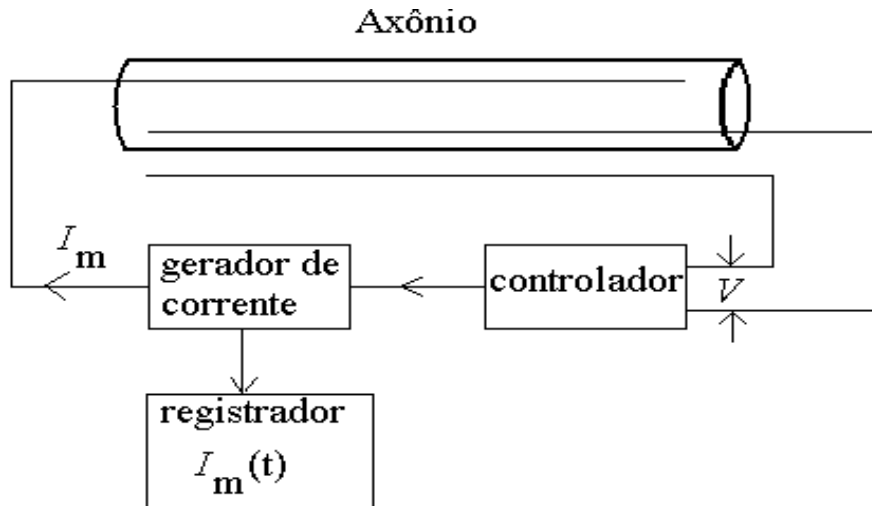 Axônio
I m
gerador de
corrente
controlador
V
registrador
I m (t)